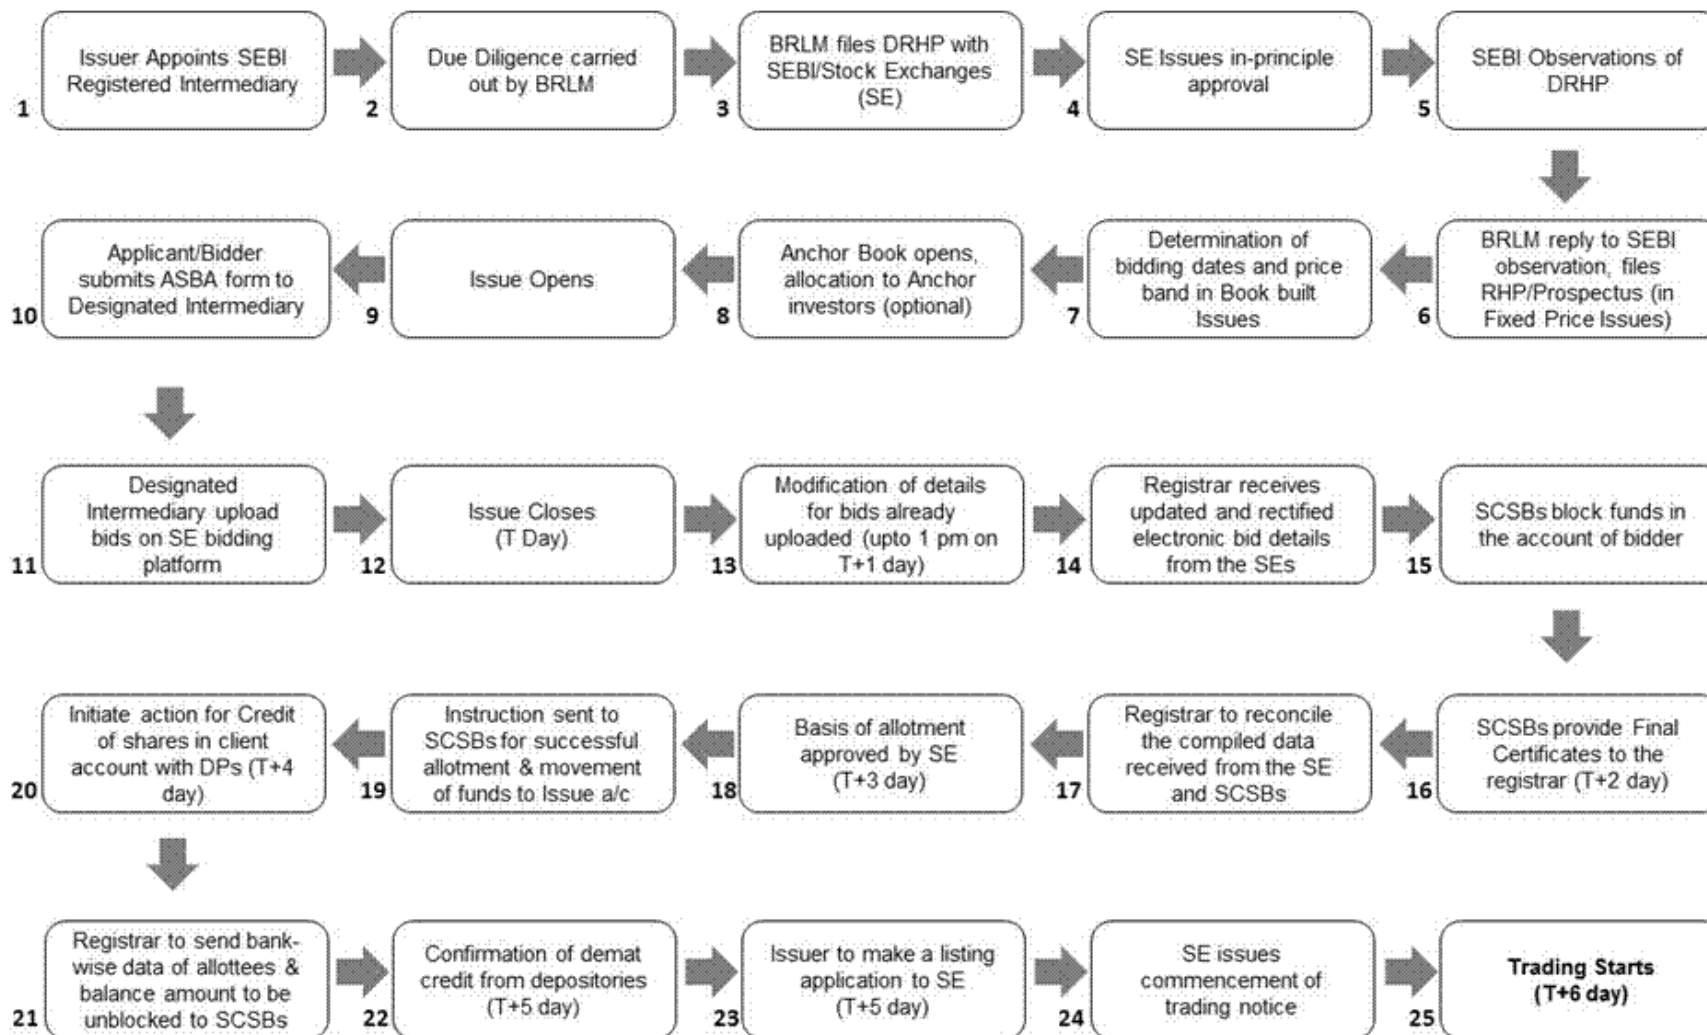 Issuer Appoints SEBI
Registered Intermediary
1
Due Diligence carried
out by BRLM
2
BRLM files DRHP with
SEBI/Stock Exchanges
(SE)
3
SE Issues in-principle
approval
4
SEBI Observations of
DRHP
5
BRLM reply to SEBI
observation, files
RHP/Prospectus (in
Fixed Price Issues)
6
Determination of
bidding dates and price
band in Book built
Issues
7
Anchor Book opens,
allocation to Anchor
investors (optional)
8
Issue Opens
9
Applicant/Bidder
submits ASBA form to
Designated Intermediary
10
Designated
Intermediary upload
bids on SE bidding
platform
11
Issue Closes
(T Day)
12
Modification of details
for bids already
uploaded (upto 1 pm on
T+1 day)
13
Registrar receives
updated and rectified
electronic bid details
from the SEs
14
SCSBs block funds in
the account of bidder
15
SCSBs provide Final
Certificates to the
registrar (T+2 day)
16
Registrar to reconcile
the compiled data
received from the SE
and SCSBs
17
Basis of allotment
approved by SE
(T+3 day)
18
Instruction sent to
SCSBs for successful
allotment & movement
of funds to Issue a/c
19
Initiate action for Credit
of shares in client
account with DPs (T+4
day)
20
Registrar to send bank-
wise data of allottees &
balance amount to be
unblocked to SCSBs
21
Confirmation of demat
credit from depositories
(T+5 day)
22
Issuer to make a listing
application to SE
(T+5 day)
23
SE issues
commencement of
trading notice
24
Trading Starts
(T+6 day)
25